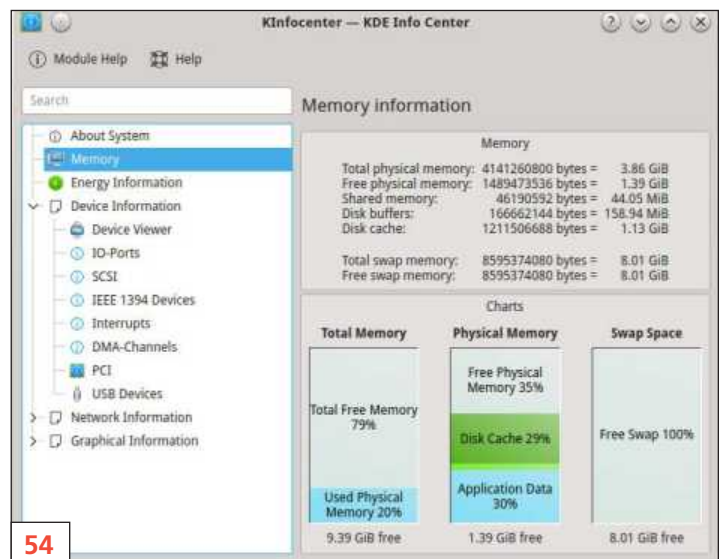 KInfocenter — KDE Info Center
Module Help Help
Search
About System
Memory
Energy Information
Device Information
Device Viewer
IO-Ports
SCSI
IEEE 1394 Devices
Interrupts
DMA-Channels
PCI
USB Devices
Network Information
Graphical Information
Memory information
Memory
Total physical memory: 4141260800 bytes = 3.86 GiB
Free physical memory: 1489473536 bytes = 1.39 GiB
Shared memory: 46190592 bytes = 44.05 MiB
Disk buffers: 166662144 bytes = 158.94 MiB
Disk cache: 1211506688 bytes = 1.13 GiB
Total swap memory: 8595374080 bytes = 8.01 GiB
Free swap memory: 8595374080 bytes = 8.01 GiB
Charts
Total Memory
Total Free Memory
79%
Used Physical
Memory 20%
9.39 GiB free
Physical Memory
Free Physical
Memory 35%
Disk Cache 29%
Application Data
30%
1.39 GiB free
Swap Space
Free Swap 100%
8.01 GiB free
54